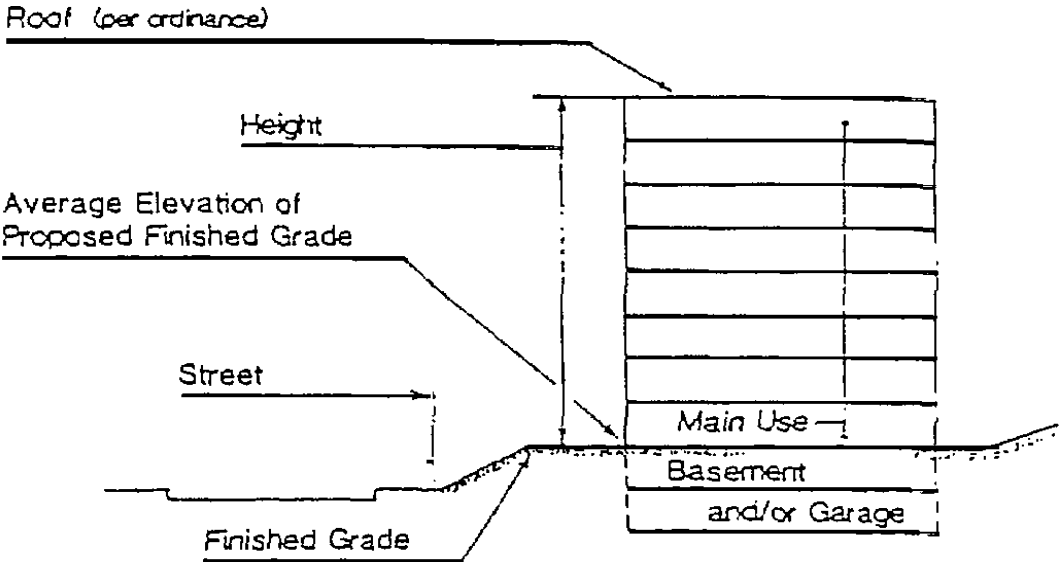 Roof (per ordinance)
Height
Average Elevation of
Proposed Finished Grade
Street
Main Use
Basement
and/or Garage
Finished Grade